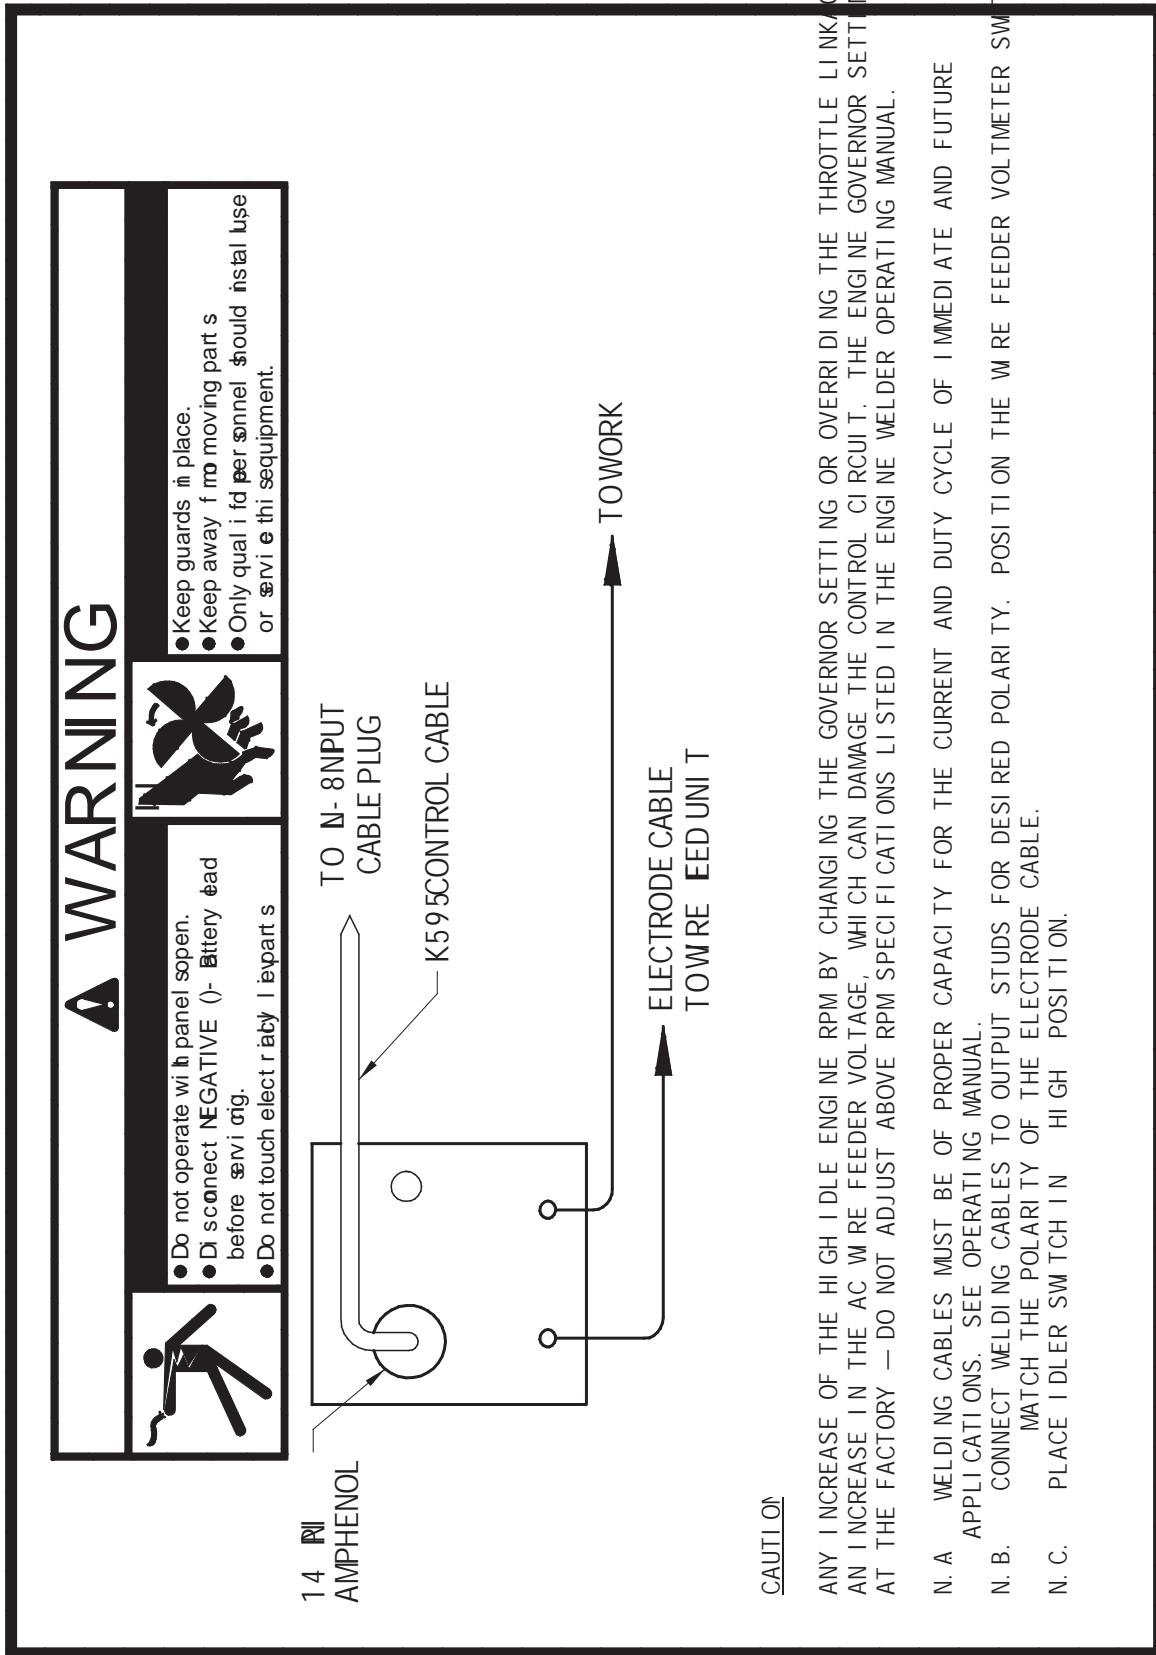 WARNING
● Do not operate with panels open.
● Disconnect NEGATIVE (-) Battery lead
before servicing.
● Do not touch electrically live parts
● Keep guards in place.
● Keep away from moving parts
● Only qualified personnel should install, use
or service this equipment.
14 PIN
AMPHENOL
TO LN-8 INPUT
CABLE PLUG
K595 CONTROL CABLE
ELECTRODE CABLE
TO WIRE FEED UNIT
TO WORK
CAUTION
ANY INCREASE OF THE HIGH IDLE ENGINE RPM BY CHANGING THE GOVERNOR SETTING OR OVERRIDING THE THROTTLE
AN INCREASE IN THE AC WIRE FEEDER VOLTAGE, WHICH CAN DAMAGE THE CONTROL CIRCUIT. THE ENGINE GOVERNOR
AT THE FACTORY — DO NOT ADJUST ABOVE RPM SPECIFICATIONS LISTED IN THE ENGINE WELDER OPERATING MANUAL.
N.A WELDING CABLES MUST BE OF PROPER CAPACITY FOR THE CURRENT AND DUTY CYCLE OF IMMEDIATE AND FUTURE
APPLICATIONS. SEE OPERATING MANUAL.
N.B. CONNECT WELDING CABLES TO OUTPUT STUDS FOR DESIRED POLARITY. POSITION THE WIRE FEEDER VOLTMETER
MATCH THE POLARITY OF THE ELECTRODE CABLE.
N.C. PLACE IDLER SWITCH IN HIGH POSITION.